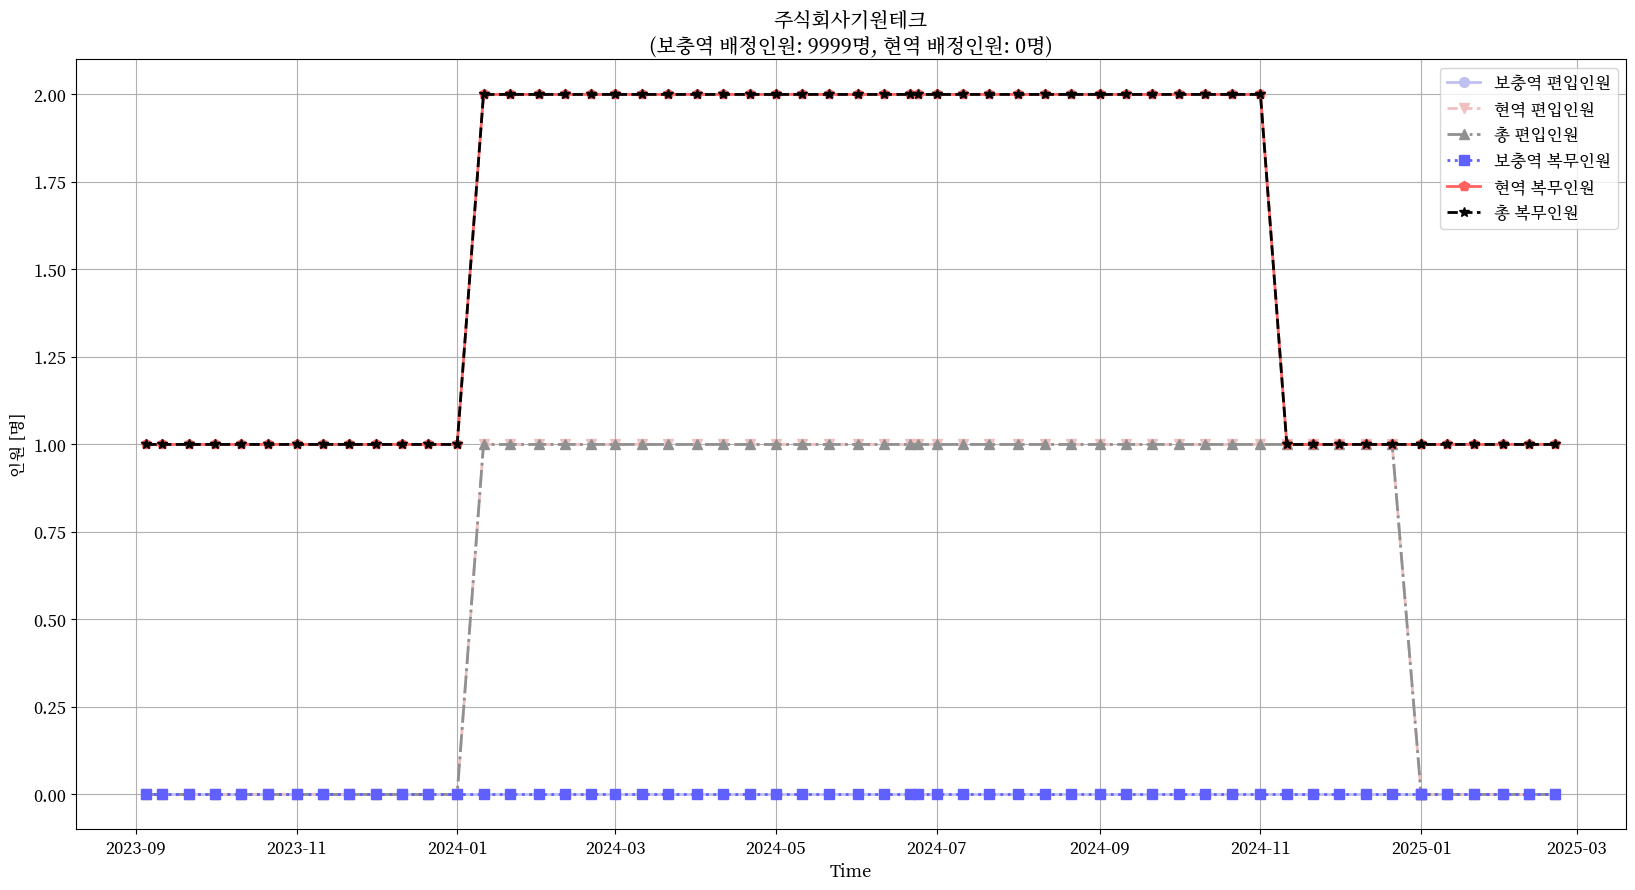 주식회사기원테크
(보충역 배정인원: 9999명, 현역 배정인원: 0명)
2.00
1.75
1.50
1.25
1.00
0.75
0.50
0.25
0.00
인원 [명]
보충역 편입인원
현역 편입인원
총 편입인원
보충역 복무인원
현역 복무인원
총 복무인원
2023-09
2023-11
2024-01
2024-03
2024-05
2024-07
2024-09
2024-11
2025-01
2025-03
Time